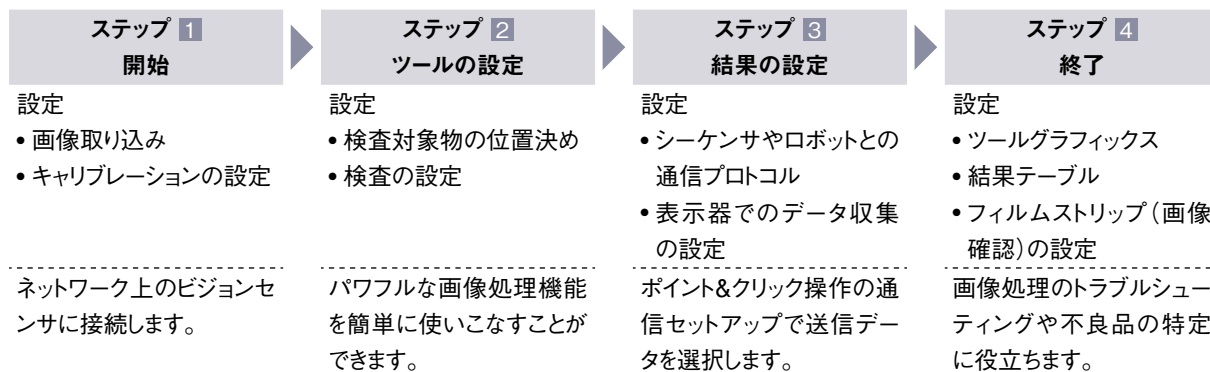 ステップ 1
開始
設定
• 画像取り込み
• キャリブレーションの設定
ネットワーク上のビジョンセ
ンサに接続します。
ステップ 2
ツールの設定
設定
• 検査対象物の位置決め
• 検査の設定
パワフルな画像処理機能
を簡単に使いこなすことが
できます。
ステップ 3
結果の設定
設定
• シーケンサやロボットとの
通信プロトコル
• 表示器でのデータ収集
の設定
ポイント&クリック操作の通
信セットアップで送信デー
タを選択します。
ステップ 4
終了
設定
• ツールグラフィックス
• 結果テーブル
• フィルムストリップ（画像
確認）の設定
画像処理のトラブルシュー
ティングや不良品の特定
に役立ちます。